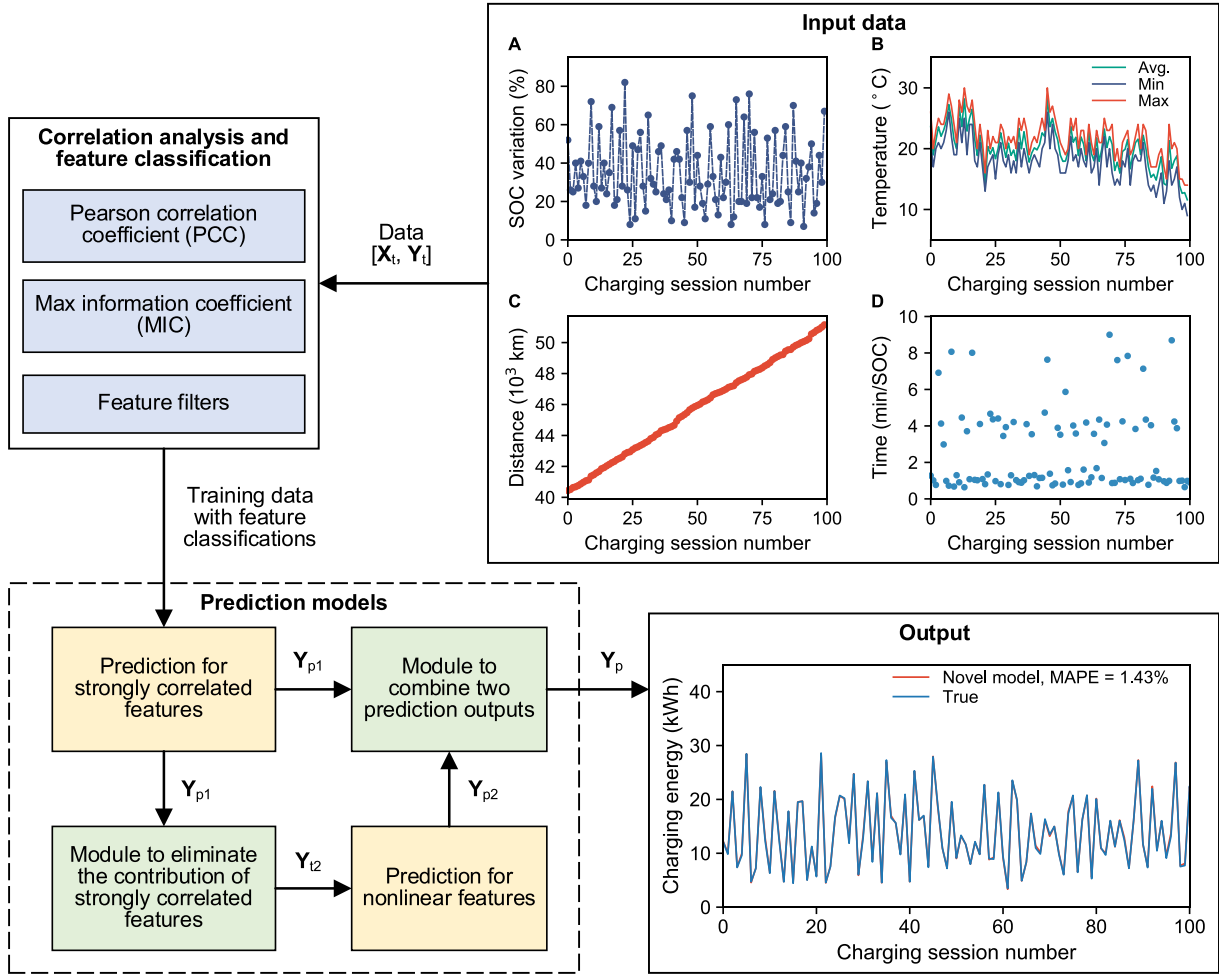 Input data
A
SOC variation (%)
80
60
40
20
0
0
25
50
75
100
Charging session number
B
Temperature (°C)
30
20
10
Avg.
Min
Max
0
25
50
75
100
Charging session number
C
Distance (10³ km)
50
48
46
44
42
40
0
25
50
75
100
Charging session number
D
Time (min/SOC)
10
8
6
4
2
0
0
25
50
75
100
Charging session number
Data
[Xt, Yt]
Correlation analysis and
feature classification
Pearson correlation
coefficient (PCC)
Max information coefficient
(MIC)
Feature filters
Training data
with feature
classifications
Prediction models
Prediction for
strongly correlated
features
Yp1
Module to
combine two
prediction outputs
Yp
Yp1
Yp2
Module to eliminate
the contribution of
strongly correlated
features
Yt2
Prediction for
nonlinear features
Output
Charging energy (kWh)
40
30
20
10
0
Novel model, MAPE = 1.43%
True
0
20
40
60
80
100
Charging session number